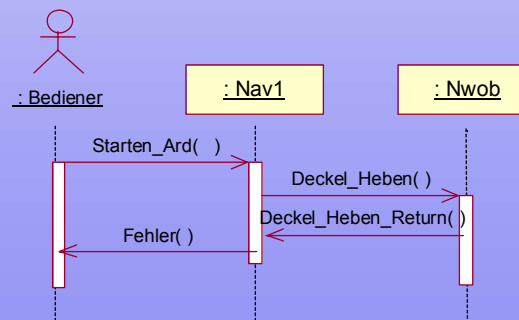 : Bediener
: Nav1
: Nwob
Starten_Ard( )
Deckel_Heben( )
Deckel_Heben_Return( )
Fehler( )